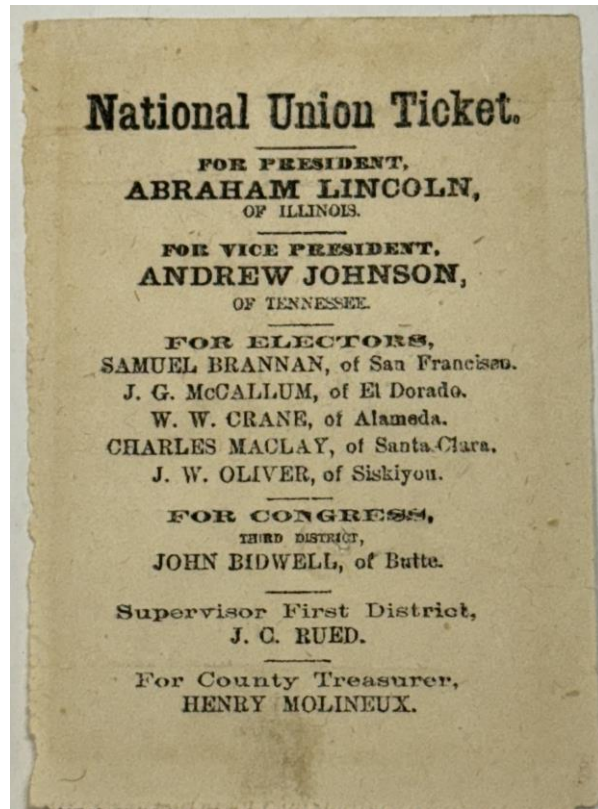 National Union Ticket.
FOR PRESIDENT,
ABRAHAM LINCOLN,
OF ILLINOIS.
FOR VICE PRESIDENT,
ANDREW JOHNSON,
OF TENNESSEE.
FOR ELECTORS,
SAMUEL BRANNAN, of San Francisco.
J. G. McCALLUM, of El Dorado.
W. W. CRANE, of Alameda.
CHARLES MACLAY, of Santa Clara.
J. W. OLIVER, of Siskiyou.
FOR CONGRESS,
THIRD DISTRICT,
JOHN BIDWELL, of Butte.
Supervisor First District,
J. C. RUED.
For County Treasurer,
HENRY MOLINEUX.